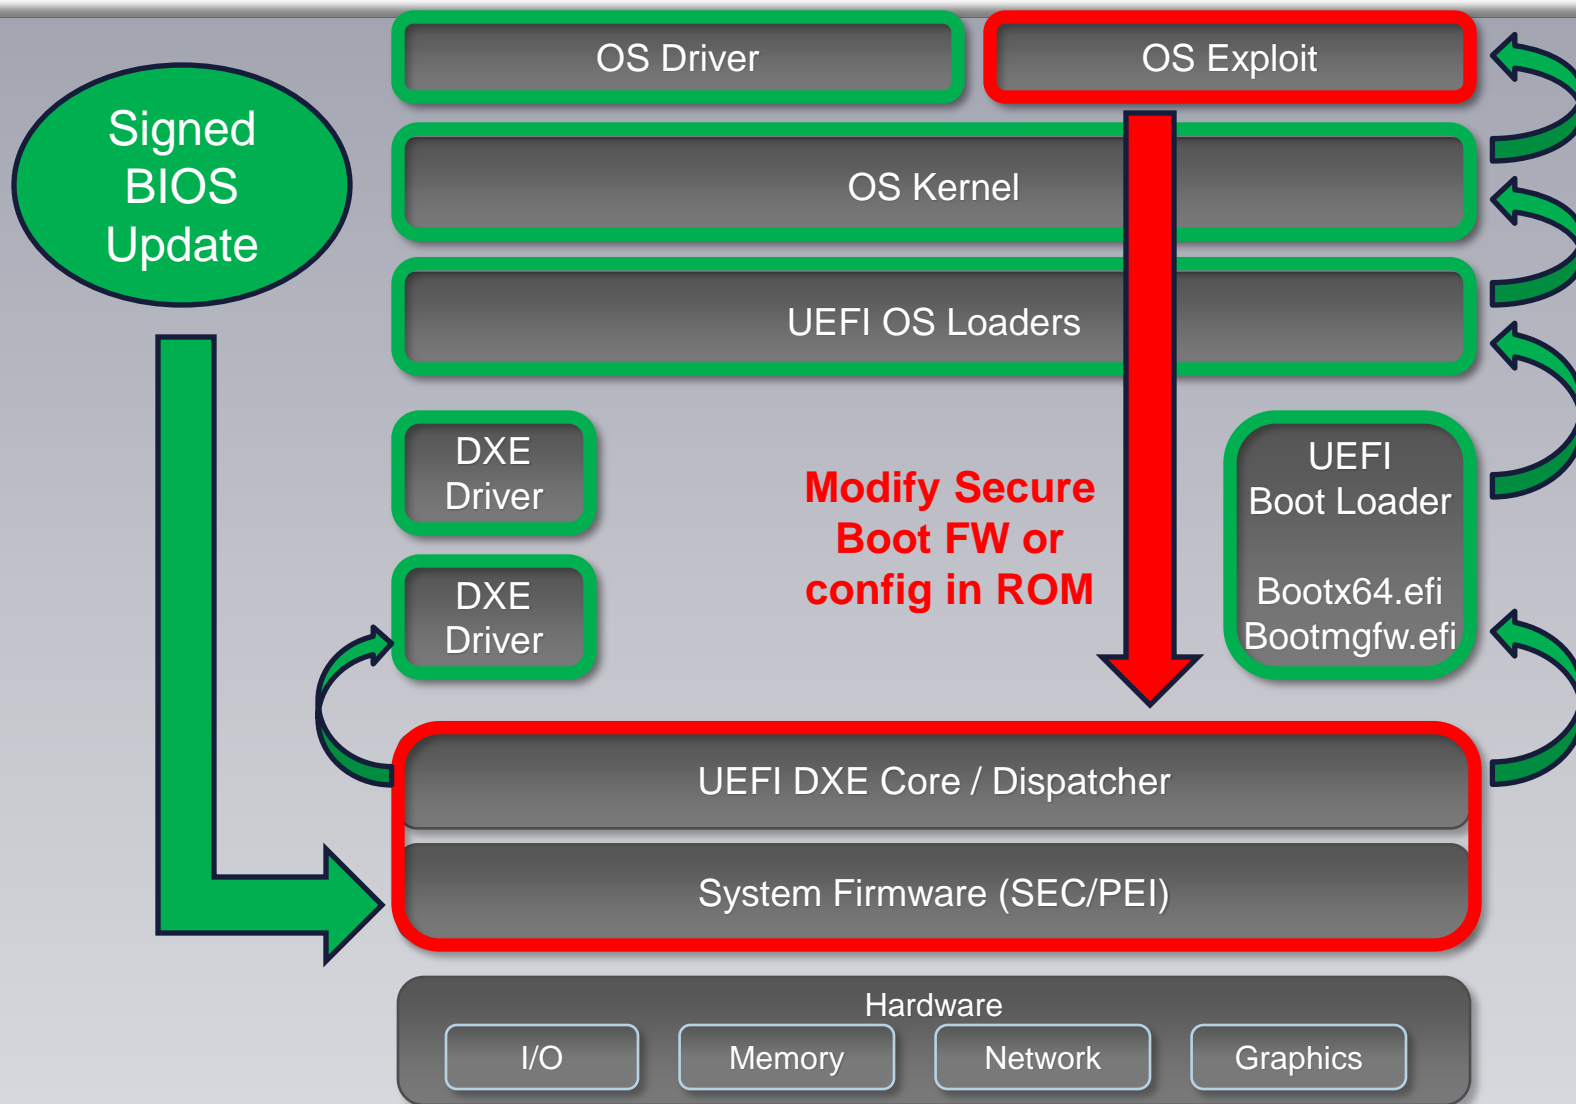 Signed
BIOS
Update
OS Driver
OS Exploit
OS Kernel
UEFI OS Loaders
DXE
Driver
DXE
Driver
Modify Secure
Boot FW or
config in ROM
UEFI
Boot Loader
Bootx64.efi
Bootmgfw.efi
UEFI DXE Core / Dispatcher
System Firmware (SEC/PEI)
Hardware
I/O
Memory
Network
Graphics